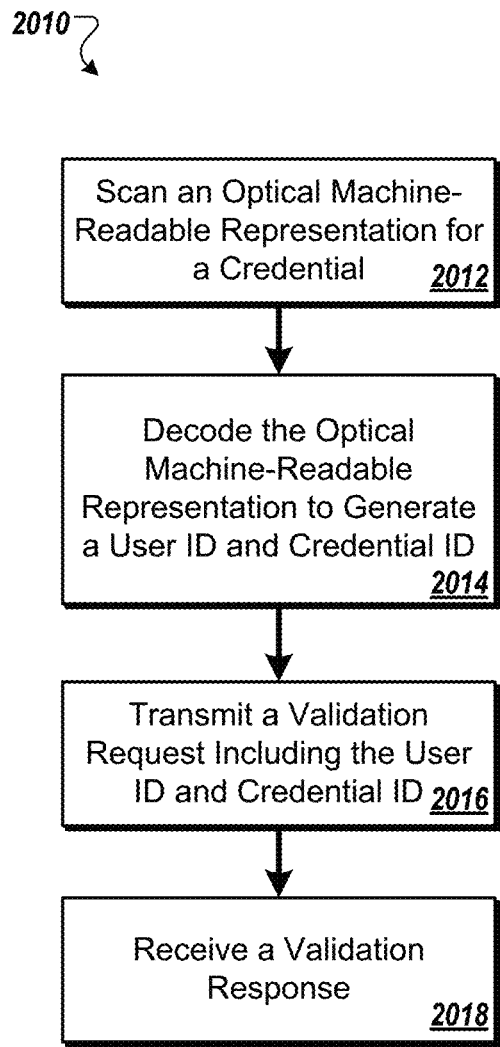 2010
Scan an Optical Machine-
Readable Representation for
a Credential
2012
Decode the Optical
Machine-Readable
Representation to Generate
a User ID and Credential ID
2014
Transmit a Validation
Request Including the User
ID and Credential ID 2016
Receive a Validation
Response
2018